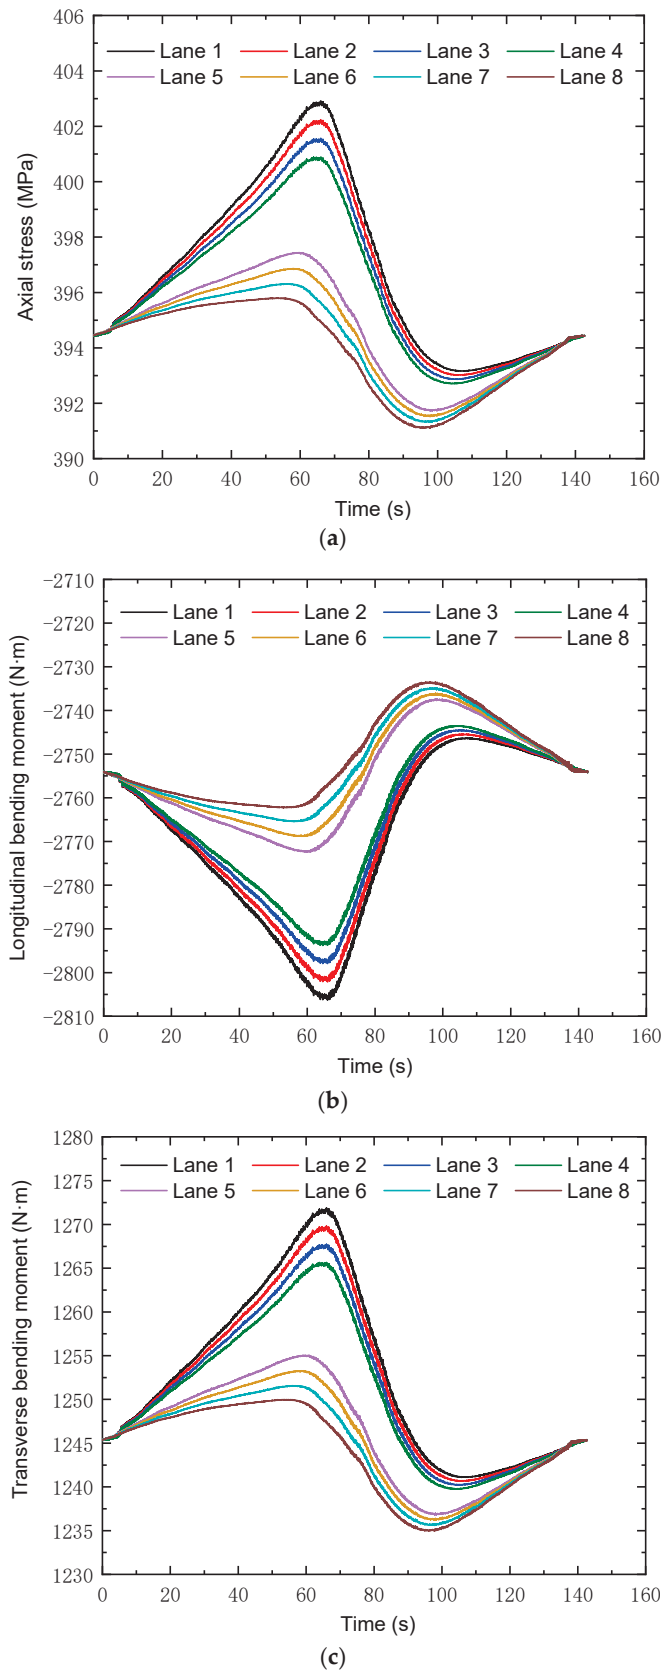 406
404
402
400
398
396
394
392
390
Axial stress (MPa)
Lane 1 Lane 2 Lane 3 Lane 4
Lane 5 Lane 6 Lane 7 Lane 8
0 20 40 60 80 100 120 140 160
Time (s)
(a)
−2710
−2720
−2730
−2740
−2750
−2760
−2770
−2780
−2790
−2800
−2810
Longitudinal bending moment (N·m)
Lane 1 Lane 2 Lane 3 Lane 4
Lane 5 Lane 6 Lane 7 Lane 8
0 20 40 60 80 100 120 140 160
Time (s)
(b)
1280
1275
1270
1265
1260
1255
1250
1245
1240
1235
1230
Transverse bending moment (N·m)
Lane 1 Lane 2 Lane 3 Lane 4
Lane 5 Lane 6 Lane 7 Lane 8
0 20 40 60 80 100 120 140 160
Time (s)
(c)